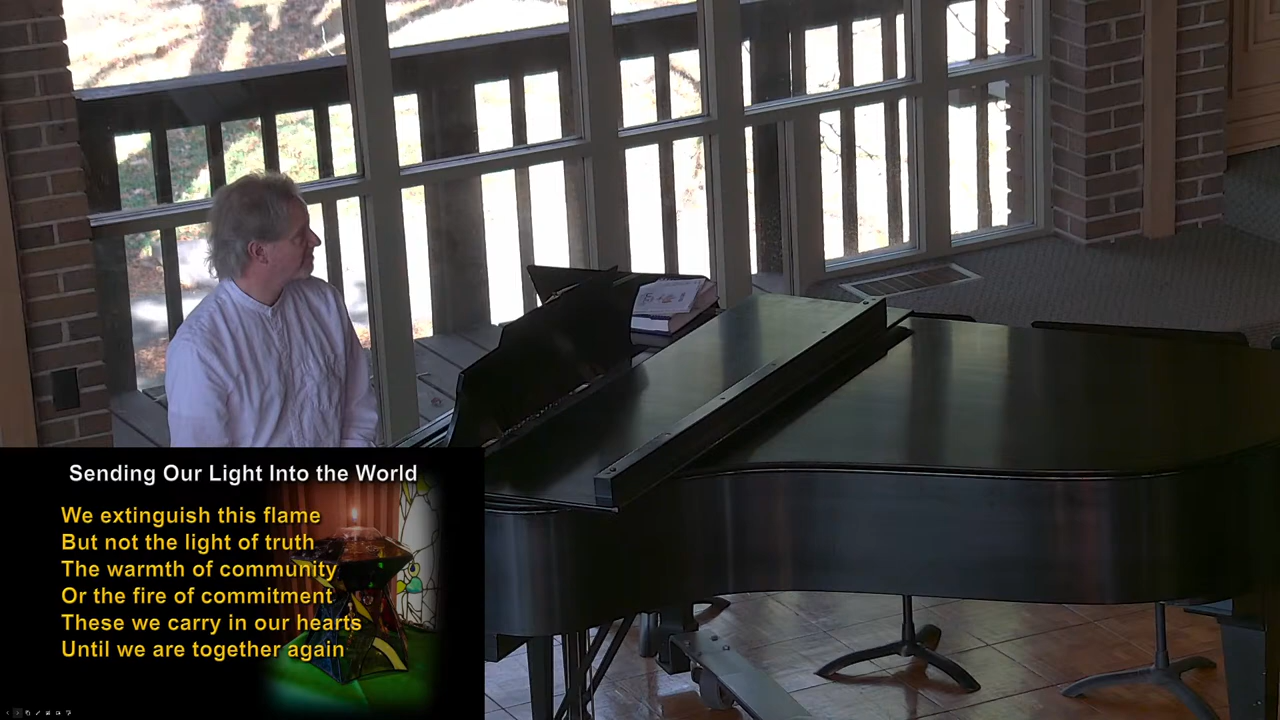 Sending Our Light Into the World
We extinguish this flame
But not the light of truth
The warmth of community
Or the fire of commitment
These we carry in our hearts
Until we are together again